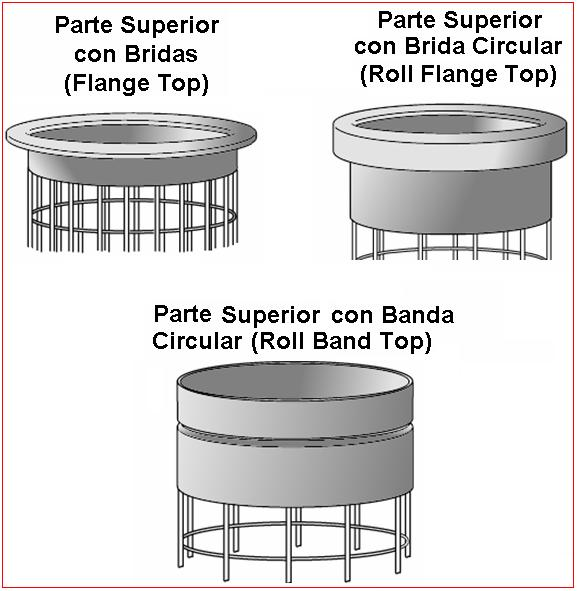 Parte Superior
con Bridas
(Flange Top)
Parte Superior
con Brida Circular
(Roll Flange Top)
Parte Superior con Banda
Circular (Roll Band Top)